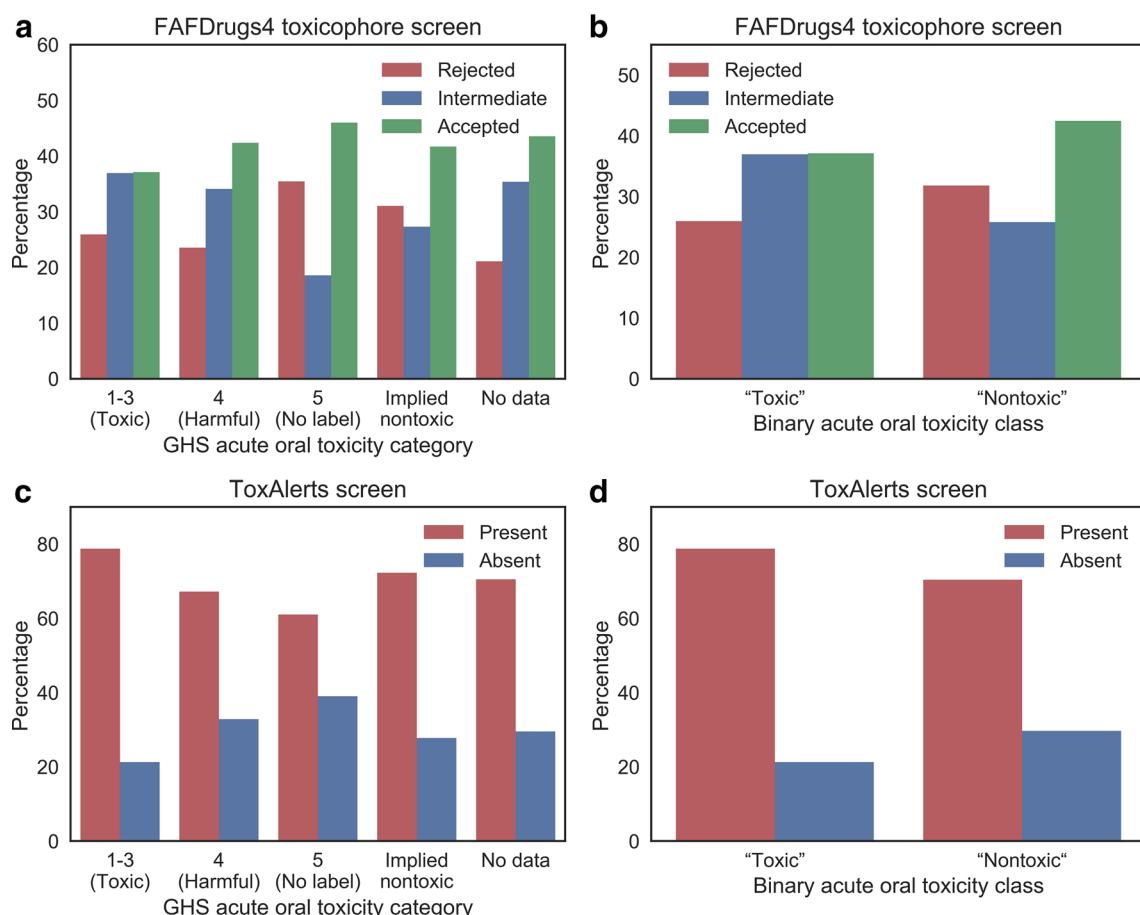 a
FAFDrugs4 toxicophore screen
60
50
40
30
20
10
0
Percentage
Rejected
Intermediate
Accepted
1-3
(Toxic)
4
(Harmful)
5
(No label)
Implied
nontoxic
No data
GHS acute oral toxicity category
b
FAFDrugs4 toxicophore screen
50
40
30
20
10
0
Percentage
Rejected
Intermediate
Accepted
“Toxic”
“Nontoxic”
Binary acute oral toxicity class
c
ToxAlerts screen
80
60
40
20
0
Percentage
Present
Absent
1-3
(Toxic)
4
(Harmful)
5
(No label)
Implied
nontoxic
No data
GHS acute oral toxicity category
d
ToxAlerts screen
80
60
40
20
0
Percentage
Present
Absent
“Toxic”
“Nontoxic“
Binary acute oral toxicity class